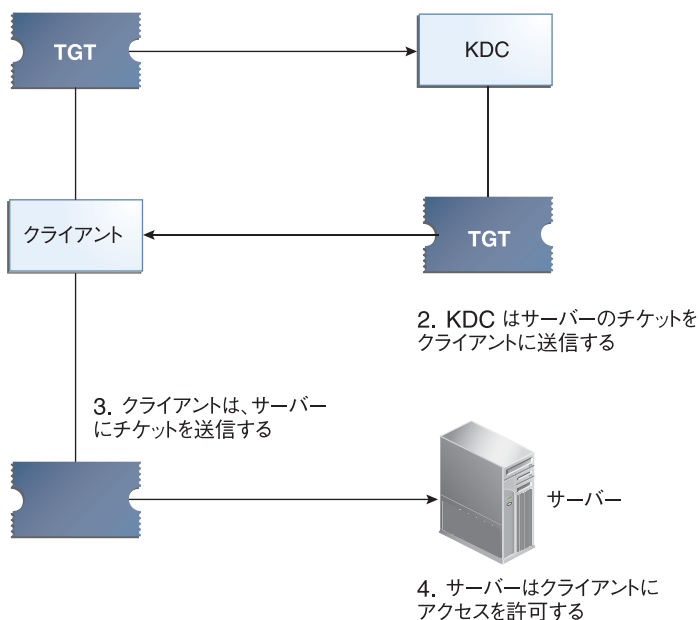 TGT
KDC
クライアント
TGT
2. KDC はサーバーのチケットを
クライアントに送信する
3. クライアントは、サーバー
にチケットを送信する
サーバー
4. サーバーはクライアントに
アクセスを許可する